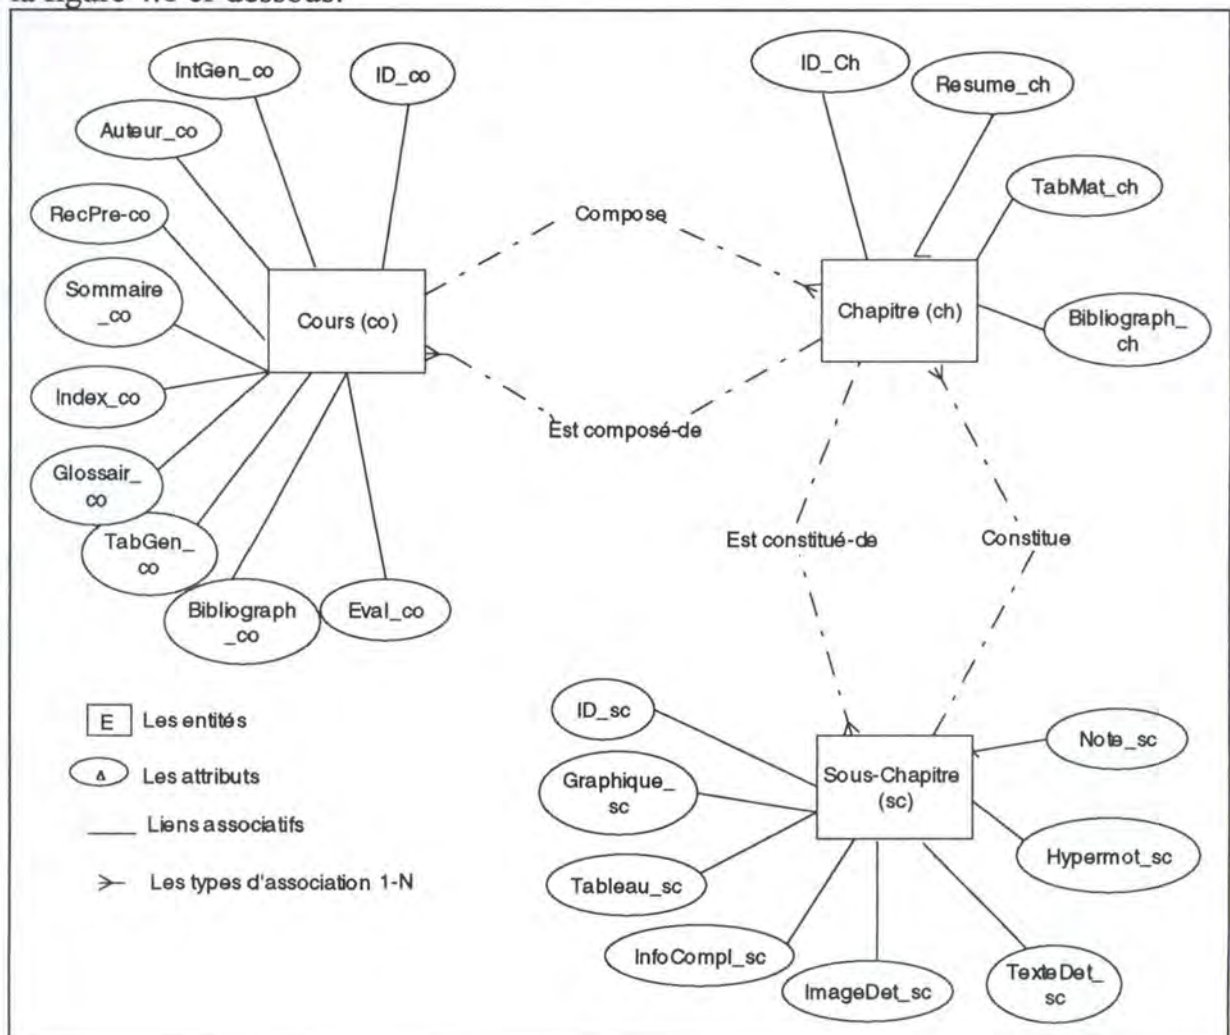 la figure 4.6 ci-dessous.
IntGen_co
ID_co
Auteur_co
RecPre-co
Sommaire
_co
Index_co
Glossair_
co
TabGen_
co
Bibliograph
_co
Eval_co
Cours (co)
Compose
Est composé-de
ID_Ch
Resume_ch
TabMat_ch
Bibliograph_
ch
Chapitre (ch)
Est constitué-de
Constitue
ID_sc
Graphique_
sc
Tableau_sc
InfoCompl_sc
ImageDet_sc
TexteDet_
sc
Hypermot_sc
Note_sc
Sous-Chapitre
(sc)
E Les entités
A Les attributs
Liens associatifs
Les types d'association 1-N